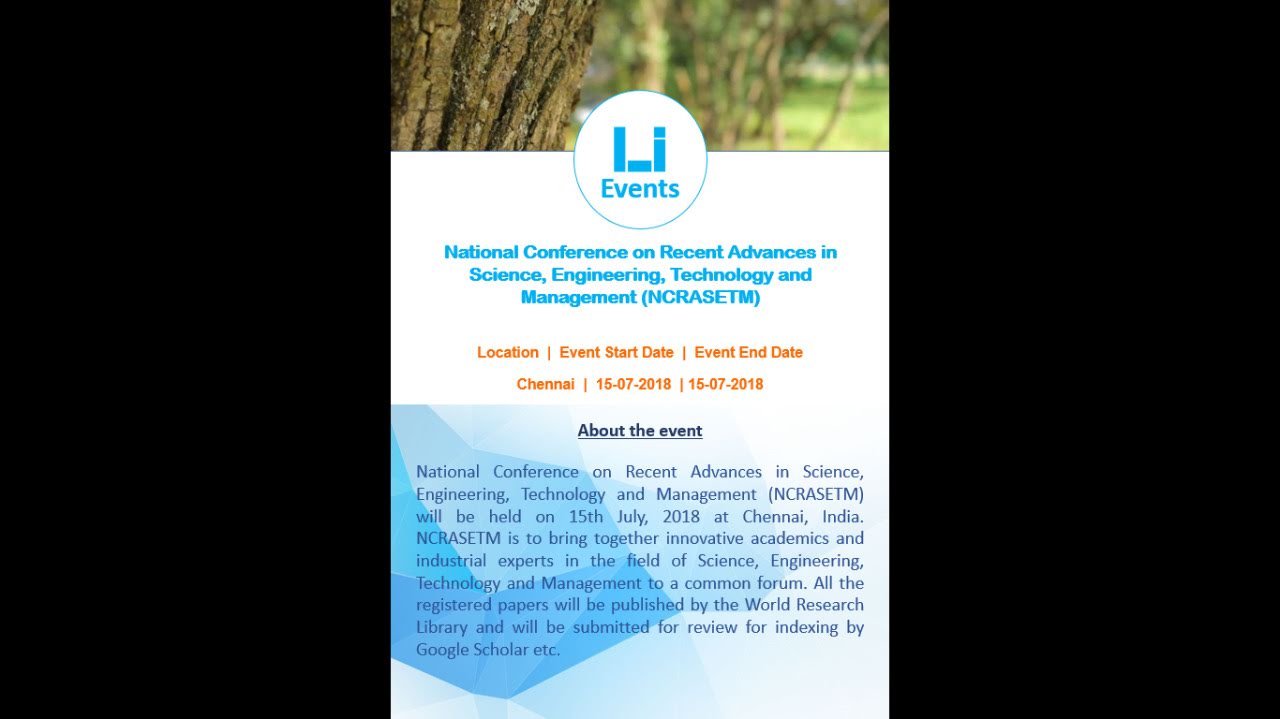 Li
Events
National Conference on Recent Advances in
Science, Engineering, Technology and
Management (NCRASETM)
Location | Event Start Date | Event End Date
Chennai | 15-07-2018 | 15-07-2018
About the event
National Conference on Recent Advances in Science,
Engineering, Technology and Management (NCRASETM)
will be held on 15th July, 2018 at Chennai, India.
NCRASETM is to bring together innovative academics and
industrial experts in the field of Science, Engineering,
Technology and Management to a common forum. All the
registered papers will be published by the World Research
Library and will be submitted for review for indexing by
Google Scholar etc.